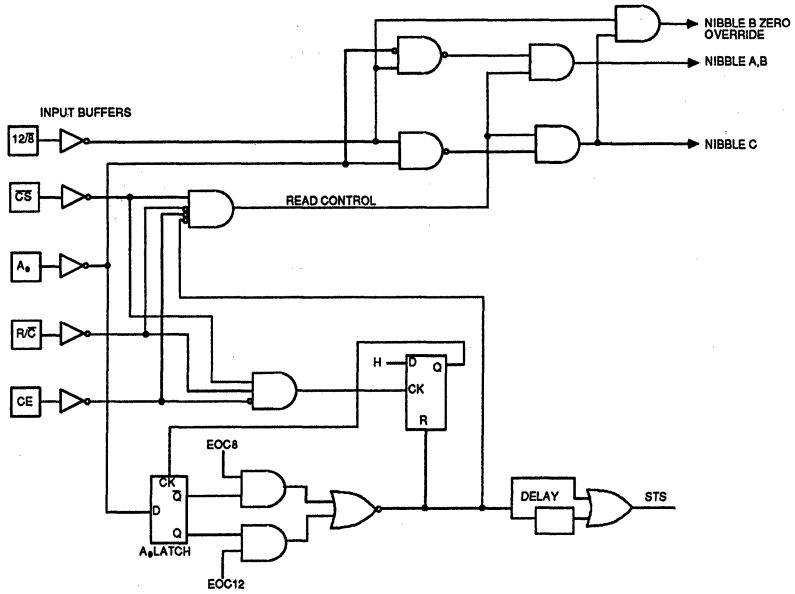 NIBBLE B ZERO
OVERRIDE
NIBBLE A,B
INPUT BUFFERS
12/8̅
NIBBLE C
C̅S̅
READ CONTROL
A₀
R/C̅
H
D
Q
CK
CE
R
EOC8
CK
Q̅
D
DELAY
STS
Q
A₀LATCH
EOC12